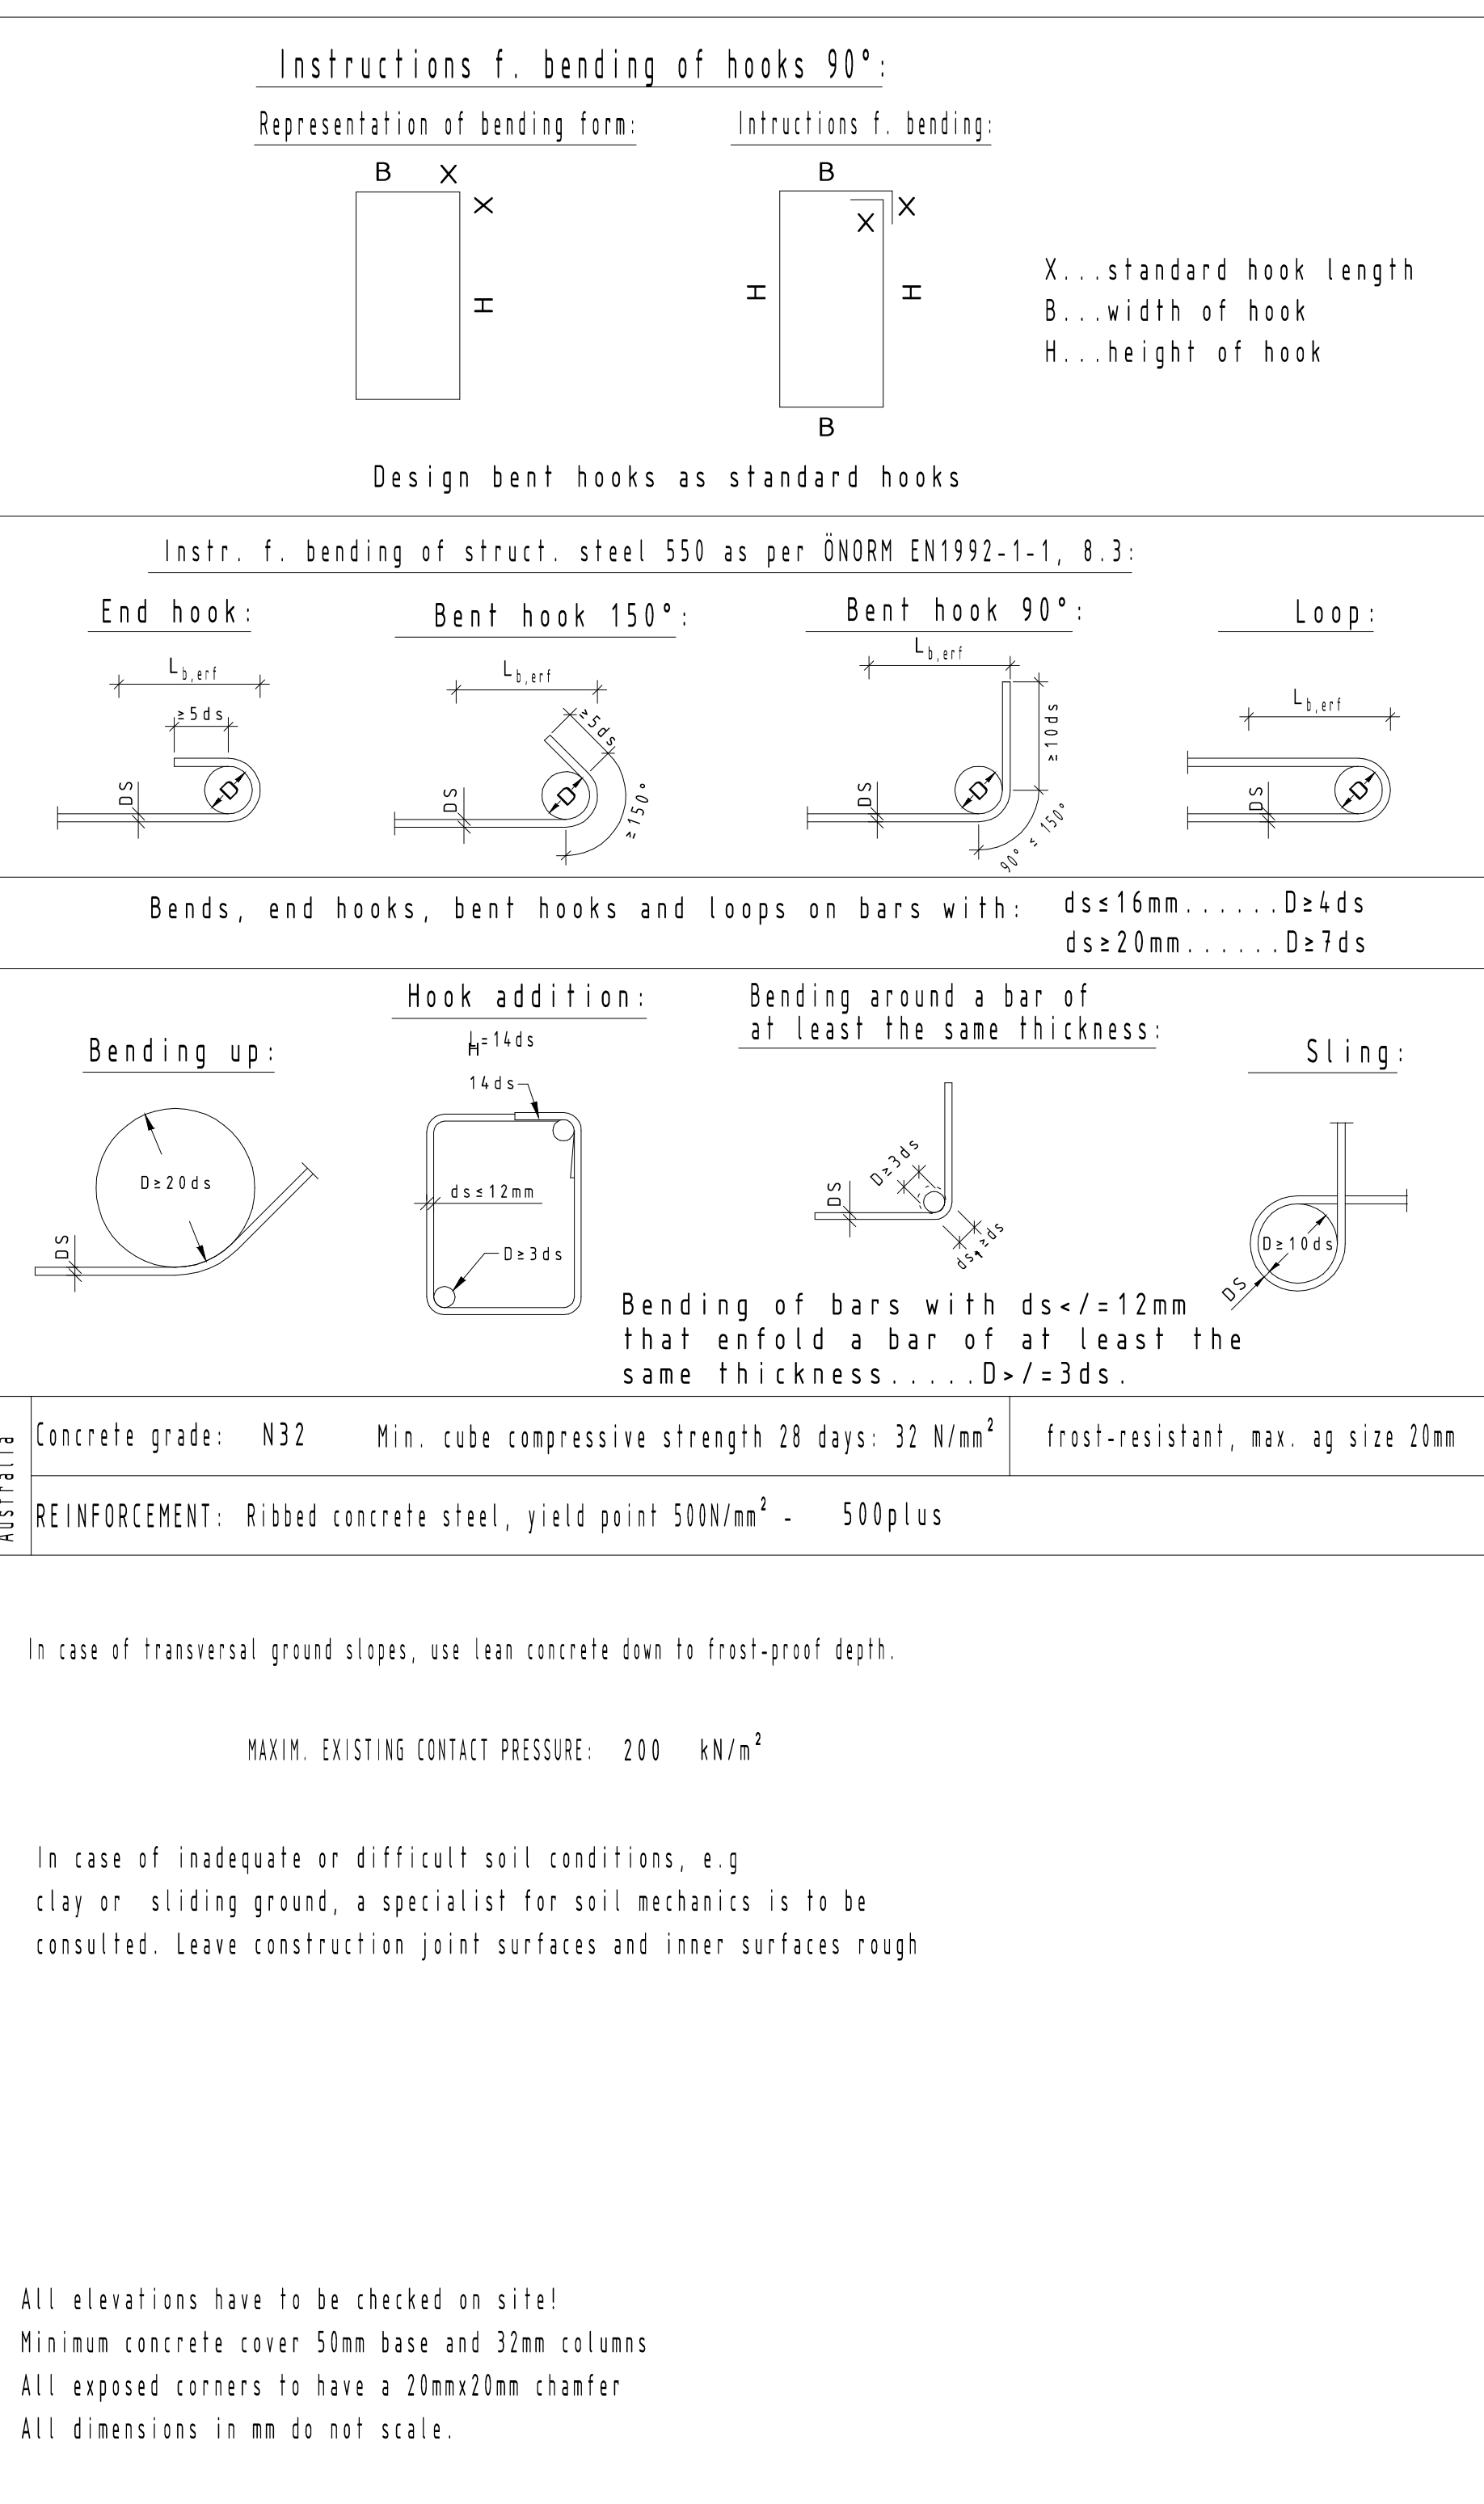 Instructions f. bending of hooks 90°:
Representation of bending form:
Intructions f. bending:
B
X
X
H
B
X
X
H
H
B
X...standard hook length
B...width of hook
H...height of hook
Design bent hooks as standard hooks
Instr. f. bending of struct. steel 550 as per ÖNORM EN1992-1-1, 8.3:
End hook:
Bent hook 150°:
Bent hook 90°:
Loop:
Lb,erf
≥5ds
DS
D
Lb,erf
≥5ds
DS
D
≥150°
Lb,erf
≥10ds
DS
D
90° ≤ 150°
Lb,erf
DS
D
Bends, end hooks, bent hooks and loops on bars with:
ds≤16mm......D≥4ds
ds≥20mm......D≥7ds
Bending up:
D≥20ds
DS
Hook addition:
L=14ds
H
14ds
ds≤12mm
D≥3ds
Bending around a bar of
at least the same thickness:
D≥3ds
DS
ds1≥ds
Sling:
D≥10ds
DS
Bending of bars with ds</=12mm
that enfold a bar of at least the
same thickness.....D>/=3ds.
Australia
Concrete grade: N32 Min. cube compressive strength 28 days: 32 N/mm²
frost-resistant, max. ag size 20mm
REINFORCEMENT: Ribbed concrete steel, yield point 500N/mm² - 500plus
In case of transversal ground slopes, use lean concrete down to frost-proof depth.
MAXIM. EXISTING CONTACT PRESSURE: 200 kN/m²
In case of inadequate or difficult soil conditions, e.g
clay or sliding ground, a specialist for soil mechanics is to be
consulted. Leave construction joint surfaces and inner surfaces rough
All elevations have to be checked on site!
Minimum concrete cover 50mm base and 32mm columns
All exposed corners to have a 20mmx20mm chamfer
All dimensions in mm do not scale.